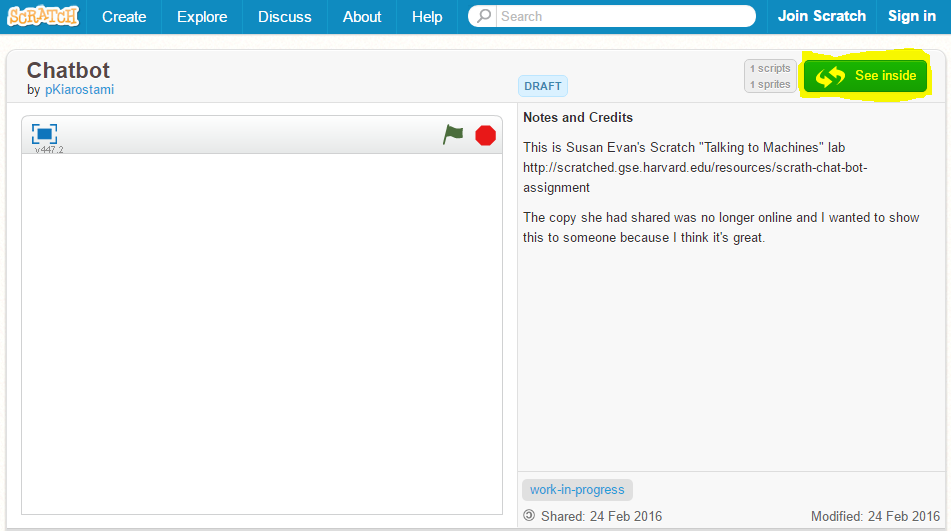 SCRATCH Create Explore Discuss About Help Search Join Scratch Sign in
Chatbot
by pKiarostami
DRAFT
1 scripts
1 sprites
See inside
v447.2
Notes and Credits
This is Susan Evan's Scratch "Talking to Machines" lab
http://scratched.gse.harvard.edu/resources/scrath-chat-bot-
assignment
The copy she had shared was no longer online and I wanted to show
this to someone because I think it's great.
work-in-progress
© Shared: 24 Feb 2016 Modified: 24 Feb 2016